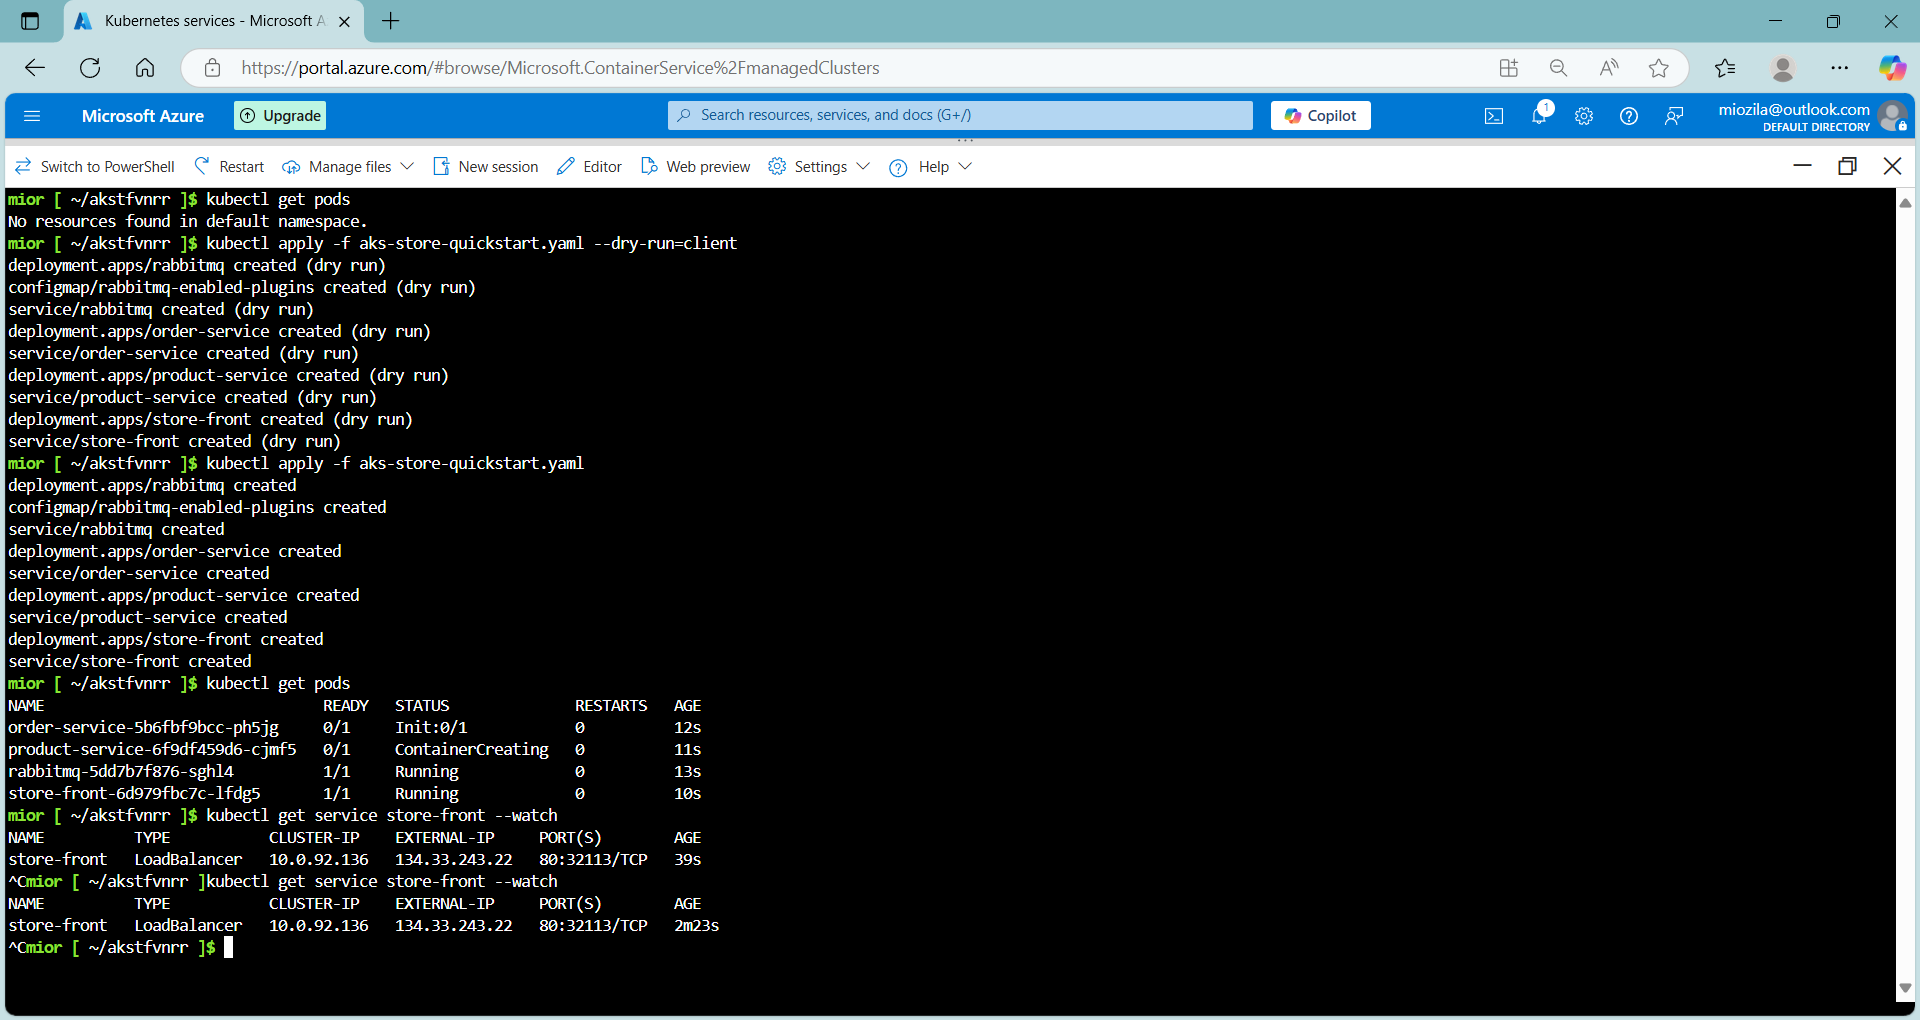 Kubernetes services - Microsoft A
https://portal.azure.com/#browse/Microsoft.ContainerService%2FmanagedClusters
Microsoft Azure
Upgrade
Search resources, services, and docs (G+/)
Copilot
1
miozila@outlook.com
DEFAULT DIRECTORY
Switch to PowerShell Restart Manage files New session Editor Web preview Settings Help
mior [ ~/akstfvnrr ]$ kubectl get pods
No resources found in default namespace.
mior [ ~/akstfvnrr ]$ kubectl apply -f aks-store-quickstart.yaml --dry-run=client
deployment.apps/rabbitmq created (dry run)
configmap/rabbitmq-enabled-plugins created (dry run)
service/rabbitmq created (dry run)
deployment.apps/order-service created (dry run)
service/order-service created (dry run)
deployment.apps/product-service created (dry run)
service/product-service created (dry run)
deployment.apps/store-front created (dry run)
service/store-front created (dry run)
mior [ ~/akstfvnrr ]$ kubectl apply -f aks-store-quickstart.yaml
deployment.apps/rabbitmq created
configmap/rabbitmq-enabled-plugins created
service/rabbitmq created
deployment.apps/order-service created
service/order-service created
deployment.apps/product-service created
service/product-service created
deployment.apps/store-front created
service/store-front created
mior [ ~/akstfvnrr ]$ kubectl get pods
NAME READY STATUS RESTARTS AGE
order-service-5b6fbf9bcc-ph5jg 0/1 Init:0/1 0 12s
product-service-6f9df459d6-cjmf5 0/1 ContainerCreating 0 11s
rabbitmq-5dd7b7f876-sghl4 1/1 Running 0 13s
store-front-6d979fbc7c-lfdg5 1/1 Running 0 10s
mior [ ~/akstfvnrr ]$ kubectl get service store-front --watch
NAME TYPE CLUSTER-IP EXTERNAL-IP PORT(S) AGE
store-front LoadBalancer 10.0.92.136 134.33.243.22 80:32113/TCP 39s
^Cmior [ ~/akstfvnrr ]kubectl get service store-front --watch
NAME TYPE CLUSTER-IP EXTERNAL-IP PORT(S) AGE
store-front LoadBalancer 10.0.92.136 134.33.243.22 80:32113/TCP 2m23s
^Cmior [ ~/akstfvnrr ]$